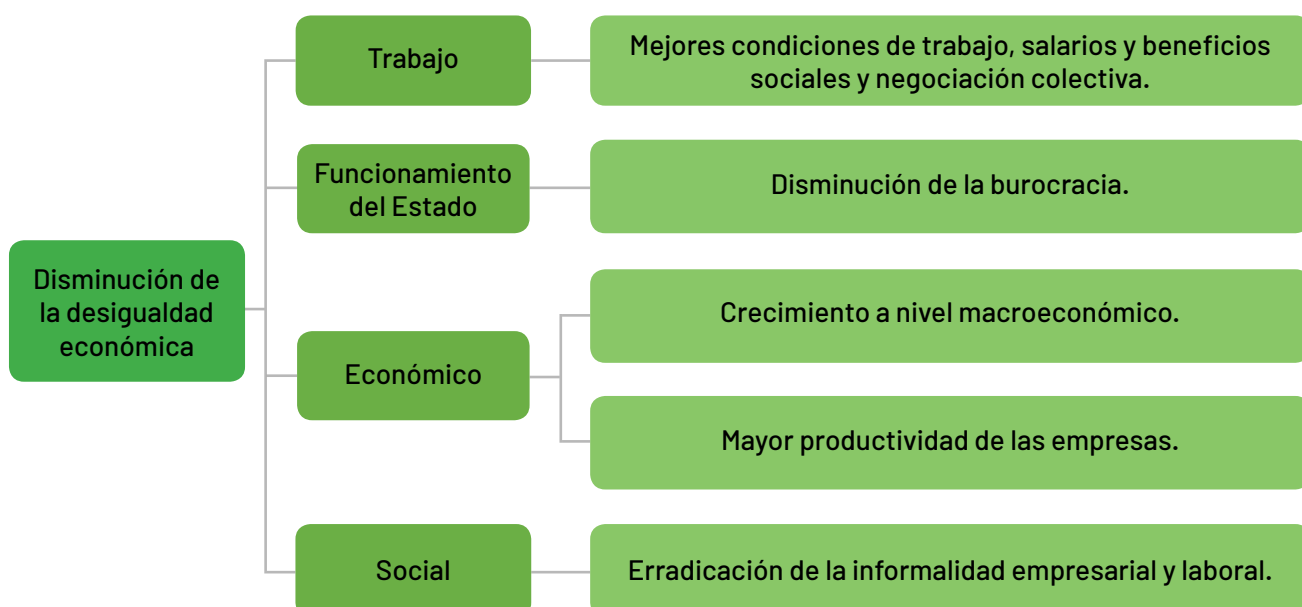 Trabajo
Mejores condiciones de trabajo, salarios y beneficios
sociales y negociación colectiva.
Funcionamiento
del Estado
Disminución de la burocracia.
Disminución de
la desigualdad
económica
Económico
Crecimiento a nivel macroeconómico.
Mayor productividad de las empresas.
Social
Erradicación de la informalidad empresarial y laboral.